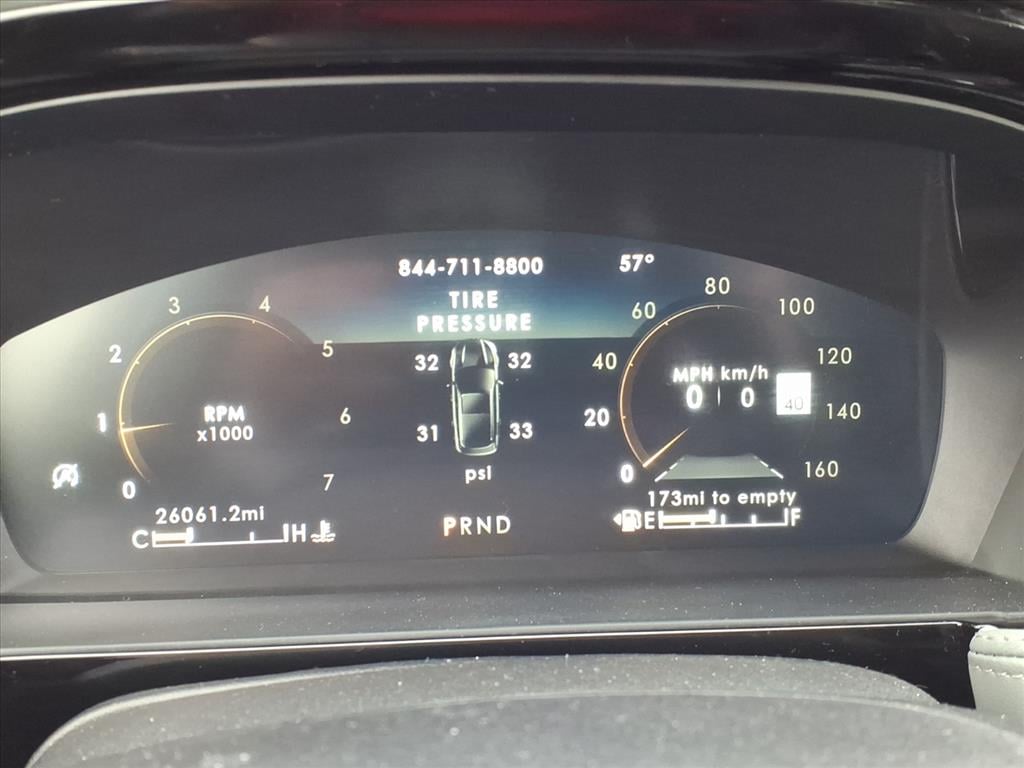 844-711-8800
57°
TIRE
PRESSURE
32 32
31 33
psi
0 1 2 3 4 5 6 7
RPM
x1000
0 20 40 60 80 100 120 140 160
MPH km/h
0 0
40
26061.2mi
C H
PRND
173mi to empty
E F